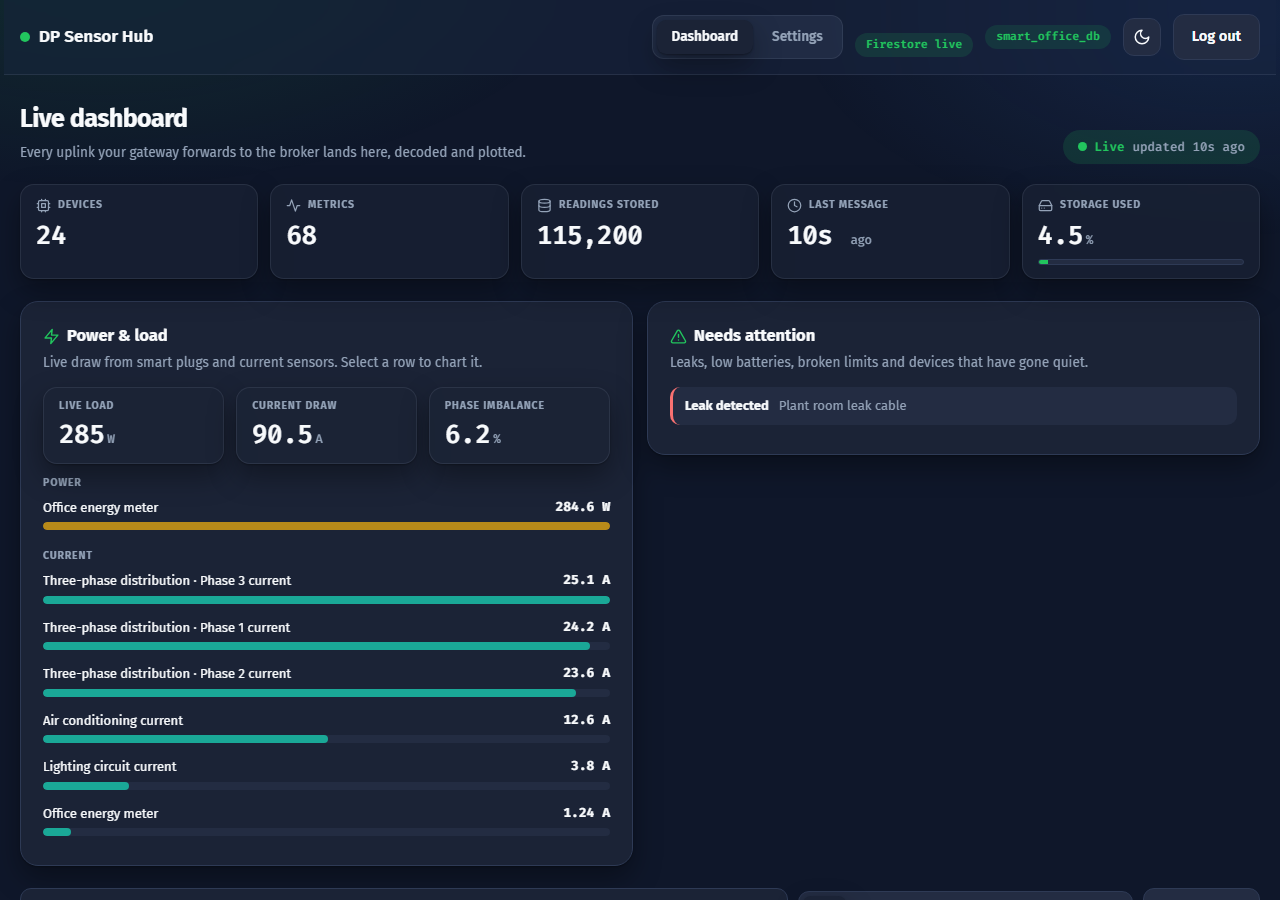 DP Sensor Hub
Dashboard
Settings
Firestore live
smart_office_db
Log out
Live dashboard
Every uplink your gateway forwards to the broker lands here, decoded and plotted.
Live updated 10s ago
DEVICES
24
METRICS
68
READINGS STORED
115,200
LAST MESSAGE
10s ago
STORAGE USED
4.5%
Power & load
Live draw from smart plugs and current sensors. Select a row to chart it.
LIVE LOAD
285 W
CURRENT DRAW
90.5 A
PHASE IMBALANCE
6.2 %
POWER
Office energy meter 284.6 W
CURRENT
Three-phase distribution · Phase 3 current 25.1 A
Three-phase distribution · Phase 1 current 24.2 A
Three-phase distribution · Phase 2 current 23.6 A
Air conditioning current 12.6 A
Lighting circuit current 3.8 A
Office energy meter 1.24 A
Needs attention
Leaks, low batteries, broken limits and devices that have gone quiet.
Leak detected Plant room leak cable